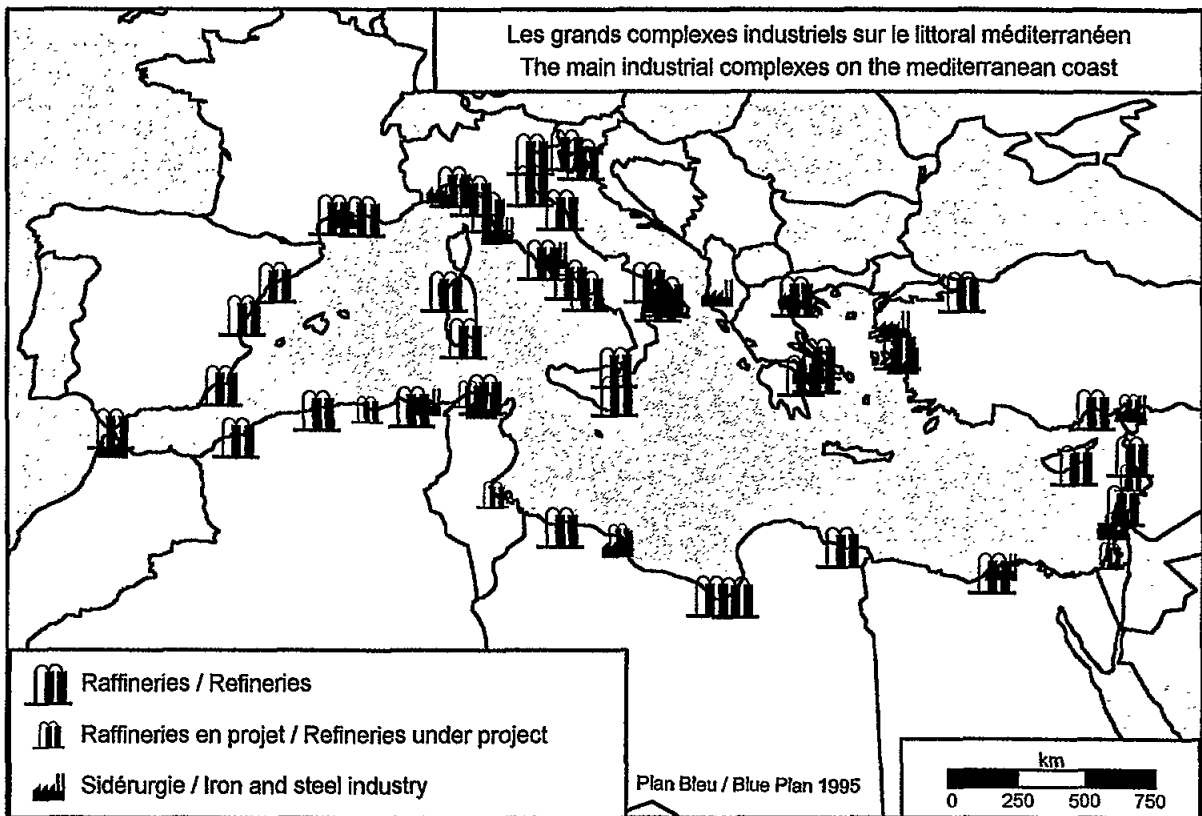 Les grands complexes industriels sur le littoral méditerranéen
The main industrial complexes on the mediterranean coast
Raffineries / Refineries
Raffineries en projet / Refineries under project
Sidérurgie / Iron and steel industry
Plan Bleu / Blue Plan 1995
km
0 250 500 750